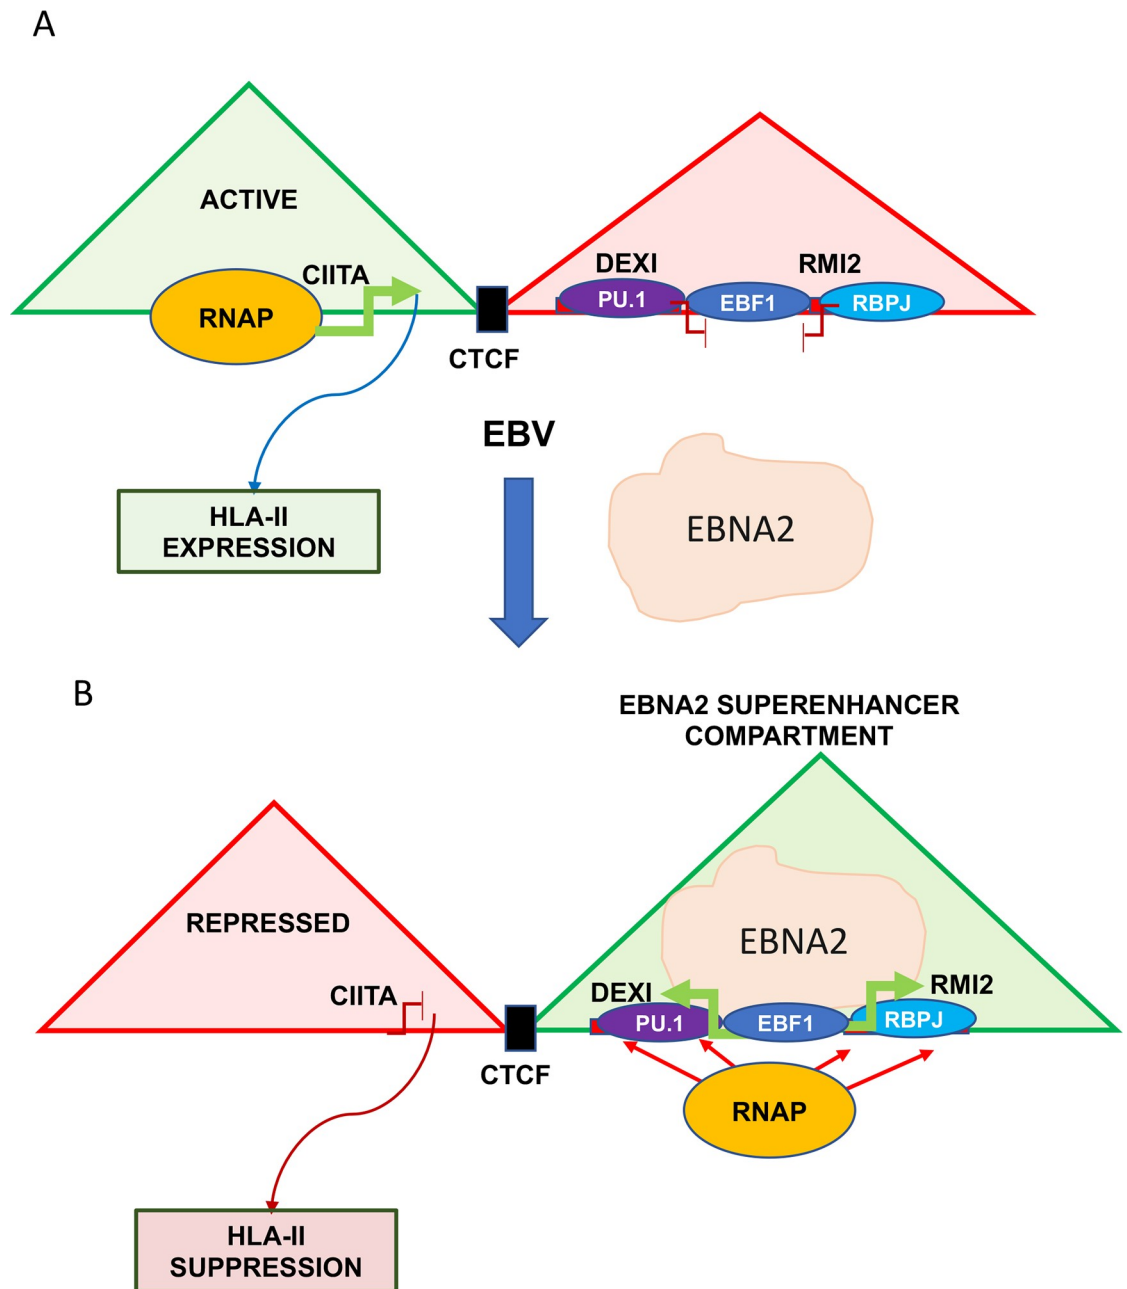 A
ACTIVE
CIITA
RNAP
DEXI
RMI2
PU.1
EBF1
RBPJ
CTCF
EBV
HLA-II
EXPRESSION
EBNA2
B
EBNA2 SUPERENHANCER
COMPARTMENT
REPRESSED
CIITA
EBNA2
DEXI
RMI2
PU.1
EBF1
RBPJ
CTCF
RNAP
HLA-II
SUPPRESSION